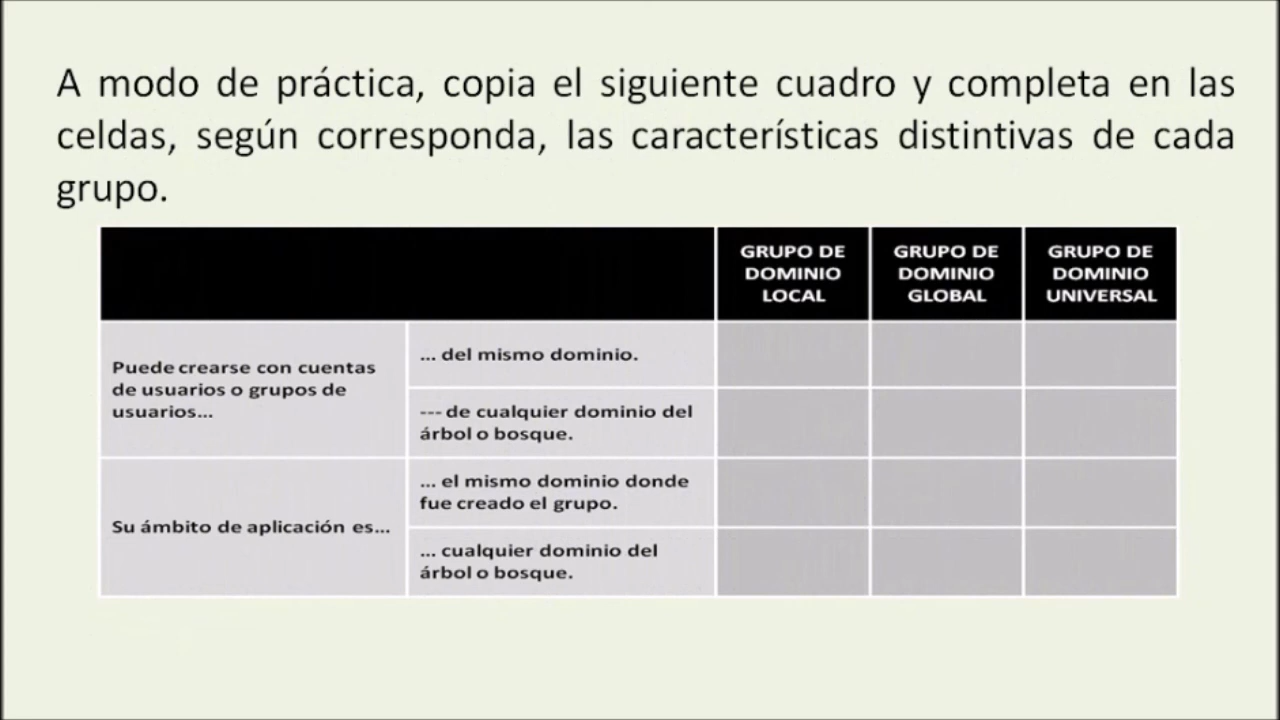 A modo de práctica, copia el siguiente cuadro y completa en las
celdas, según corresponda, las características distintivas de cada
grupo.
GRUPO DE
DOMINIO
LOCAL
GRUPO DE
DOMINIO
GLOBAL
GRUPO DE
DOMINIO
UNIVERSAL
Puede crearse con cuentas
de usuarios o grupos de
usuarios...
... del mismo dominio.
--- de cualquier dominio del
árbol o bosque.
Su ámbito de aplicación es...
... el mismo dominio donde
fue creado el grupo.
... cualquier dominio del
árbol o bosque.